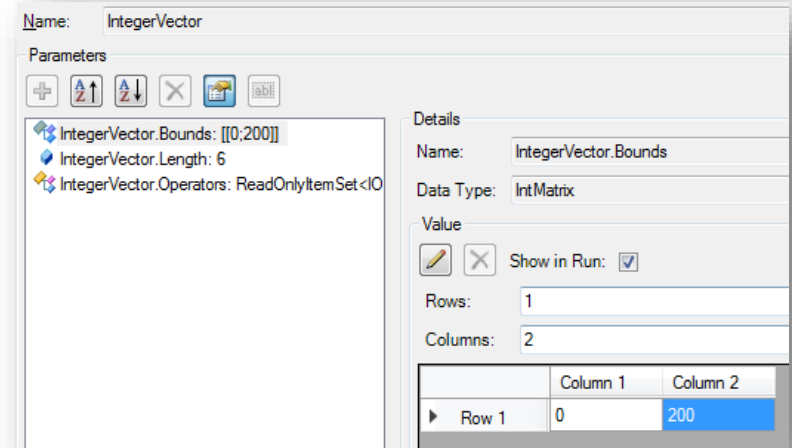 Name: IntegerVector
Parameters
IntegerVector.Bounds: [[0;200]]
IntegerVector.Length: 6
IntegerVector.Operators: ReadOnlyItemSet<IO
Details
Name: IntegerVector.Bounds
Data Type: IntMatrix
Value
Show in Run:
Rows: 1
Columns: 2
Column 1 Column 2
Row 1 0 200